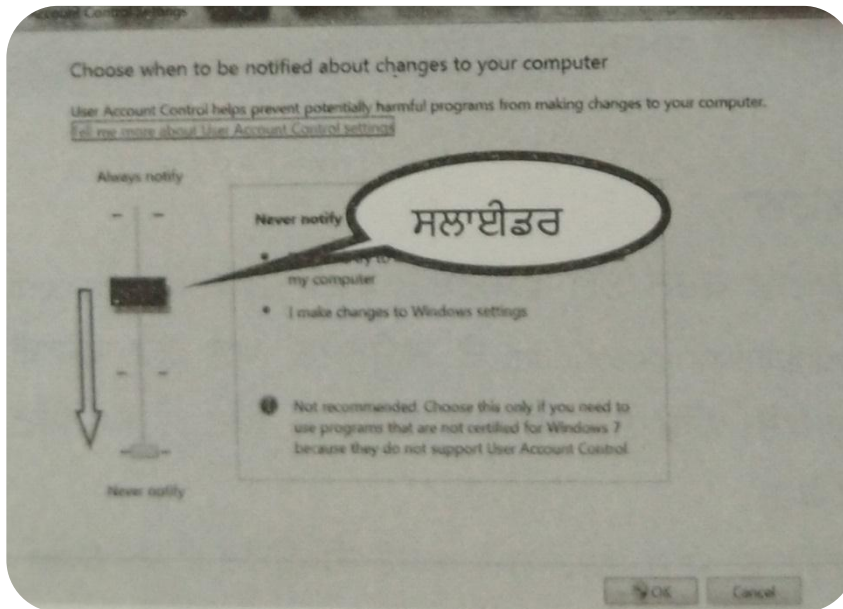 Account Control Settings
Choose when to be notified about changes to your computer
User Account Control helps prevent potentially harmful programs from making changes to your computer.
Tell me more about User Account Control settings
Always notify
Never notify
ਸਲਾਈਡਰ
my computer
I make changes to Windows settings
Not recommended. Choose this only if you need to
use programs that are not certified for Windows 7
because they do not support User Account Control.
Never notify
OK
Cancel